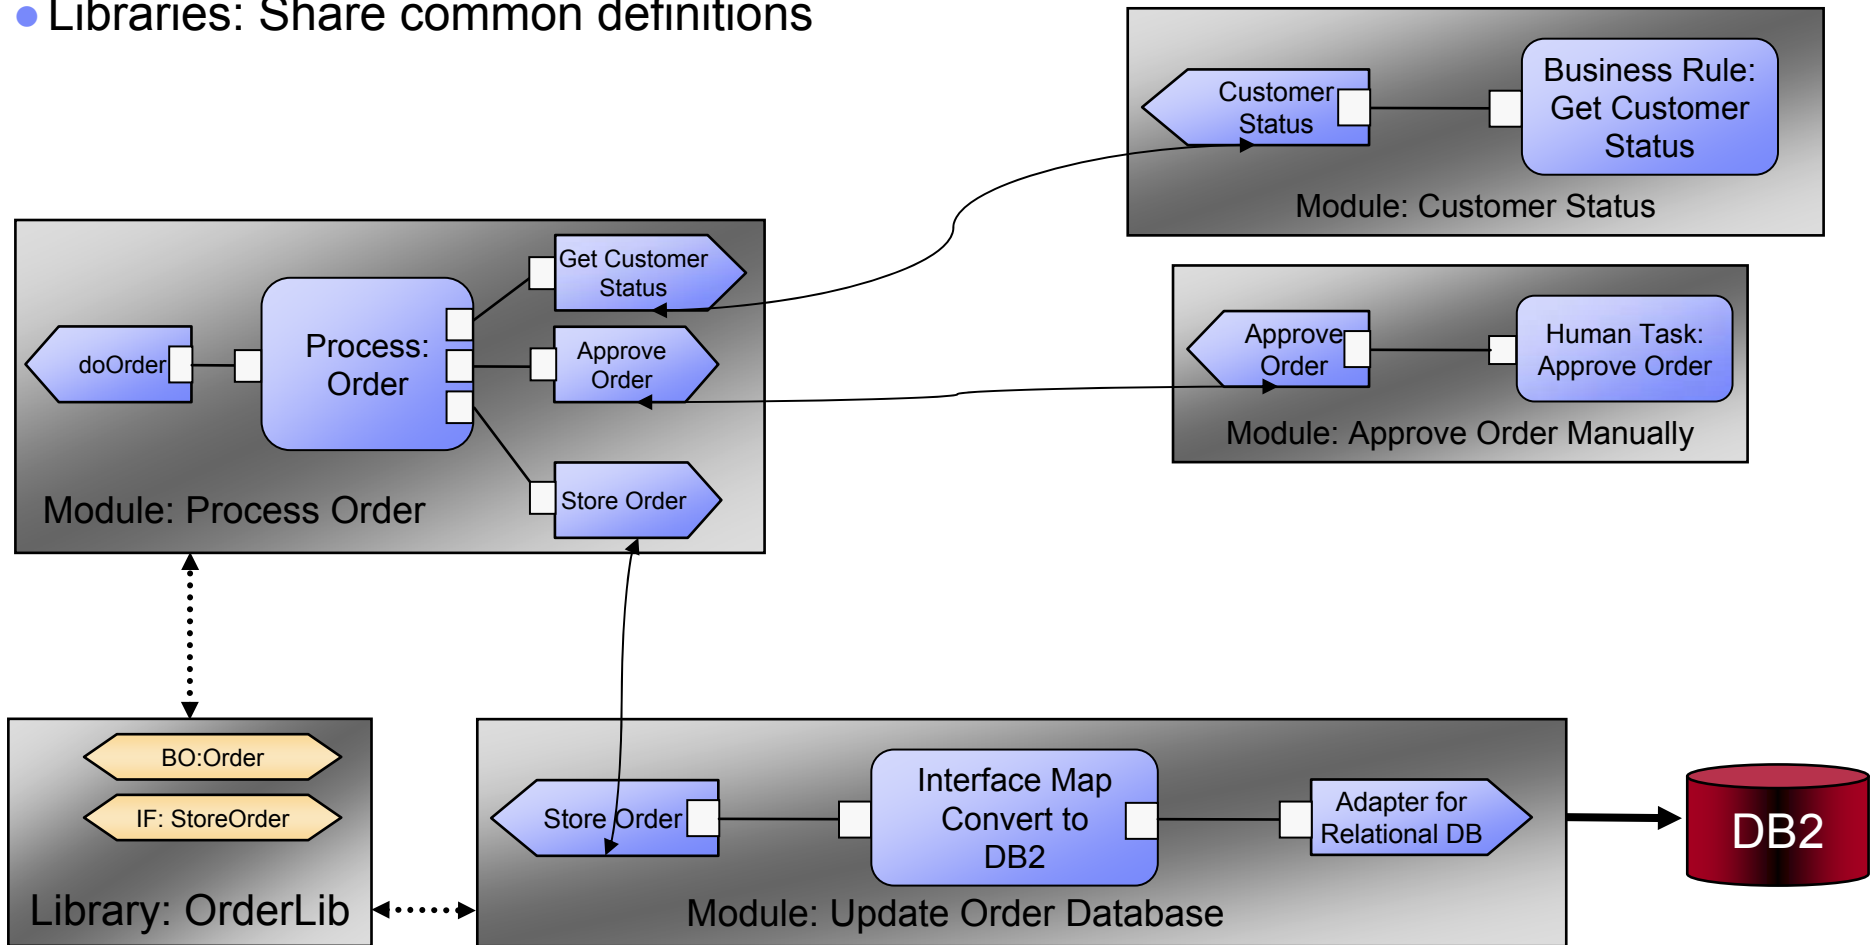 Libraries: Share common definitions
Customer
Status
Business Rule:
Get Customer
Status
Module: Customer Status
Get Customer
Status
doOrder
Process:
Order
Approve
Order
Store Order
Module: Process Order
Approve
Order
Human Task:
Approve Order
Module: Approve Order Manually
BO:Order
IF: StoreOrder
Library: OrderLib
Store Order
Interface Map
Convert to
DB2
Adapter for
Relational DB
Module: Update Order Database
DB2